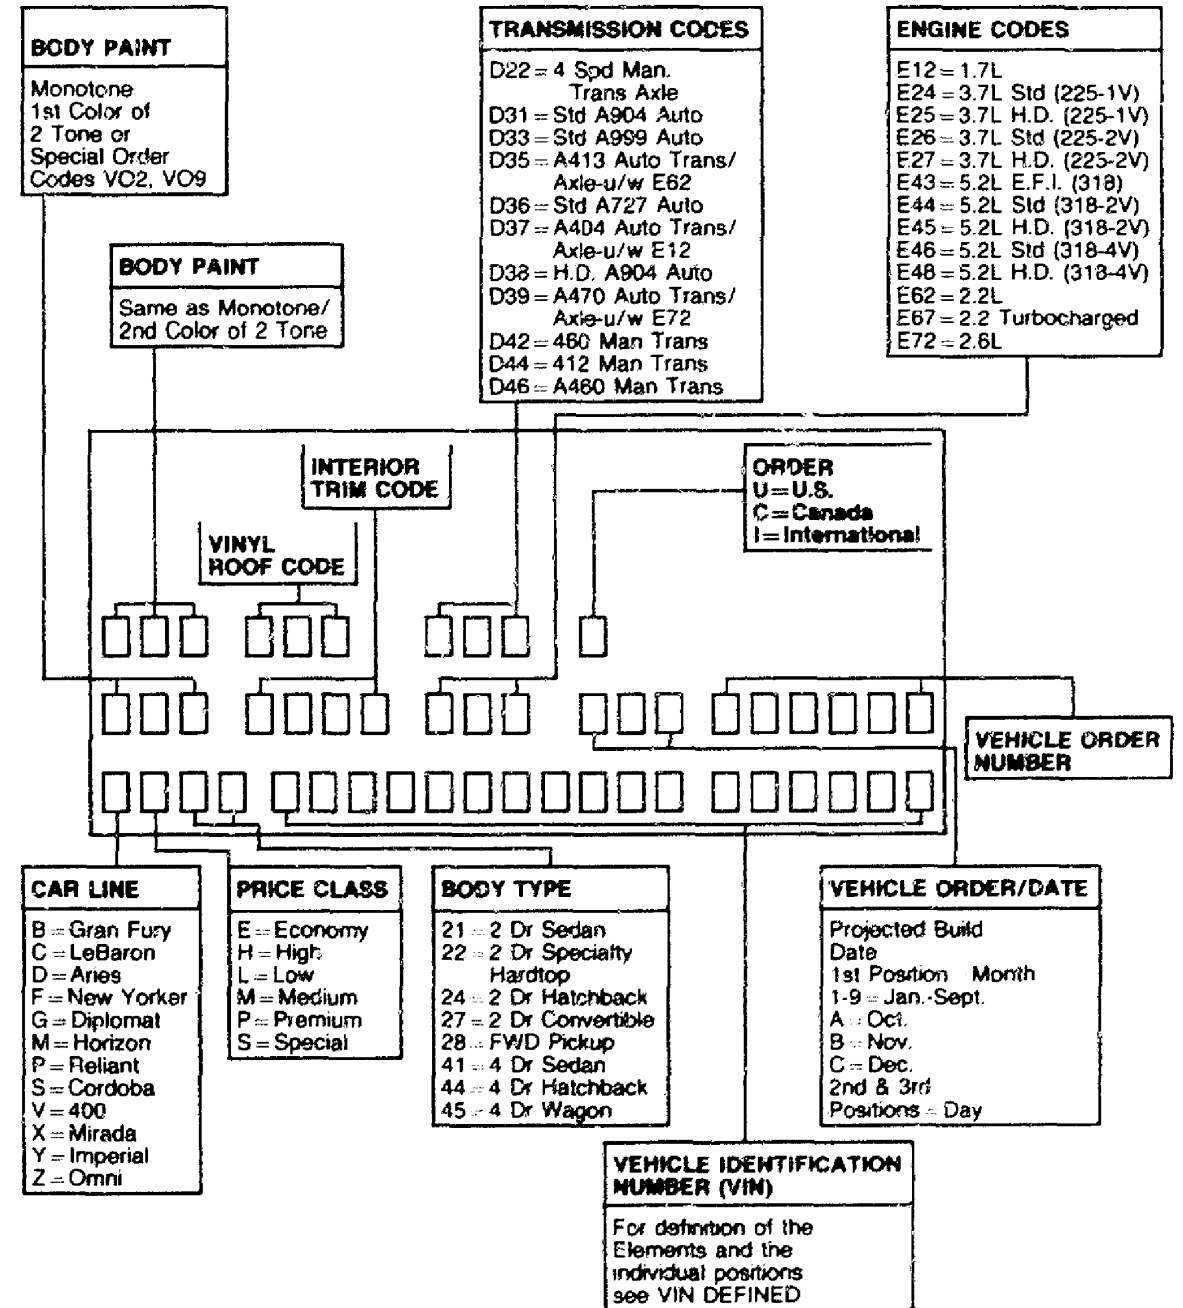 BODY PAINT
Monotone
1st Color of
2 Tone or
Special Order
Codes VO2, VO9
BODY PAINT
Same as Monotone/
2nd Color of 2 Tone
TRANSMISSION CODES
D22 = 4 Spd Man.
Trans Axle
D31 = Std A904 Auto
D33 = Std A999 Auto
D35 = A413 Auto Trans/
Axle-u/w E62
D36 = Std A727 Auto
D37 = A404 Auto Trans/
Axle-u/w E12
D38 = H.D. A904 Auto
D39 = A470 Auto Trans/
Axle-u/w E72
D42 = 460 Man Trans
D44 = 412 Man Trans
D46 = A460 Man Trans
ENGINE CODES
E12 = 1.7L
E24 = 3.7L Std (225-1V)
E25 = 3.7L H.D. (225-1V)
E26 = 3.7L Std (225-2V)
E27 = 3.7L H.D. (225-2V)
E43 = 5.2L E.F.I. (318)
E44 = 5.2L Std (318-2V)
E45 = 5.2L H.D. (318-2V)
E46 = 5.2L Std (318-4V)
E48 = 5.2L H.D. (318-4V)
E62 = 2.2L
E67 = 2.2 Turbocharged
E72 = 2.6L
INTERIOR
TRIM CODE
VINYL
ROOF CODE
ORDER
U = U.S.
C = Canada
I = International
VEHICLE ORDER
NUMBER
CAR LINE
B = Gran Fury
C = LeBaron
D = Aries
F = New Yorker
G = Diplomat
M = Horizon
P = Reliant
S = Cordoba
V = 400
X = Mirada
Y = Imperial
Z = Omni
PRICE CLASS
E = Economy
H = High
L = Low
M = Medium
P = Premium
S = Special
BODY TYPE
21 = 2 Dr Sedan
22 = 2 Dr Specialty
Hardtop
24 = 2 Dr Hatchback
27 = 2 Dr Convertible
28 = FWD Pickup
41 = 4 Dr Sedan
44 = 4 Dr Hatchback
45 = 4 Dr Wagon
VEHICLE ORDER/DATE
Projected Build
Date
1st Position Month
1-9 = Jan.-Sept.
A = Oct.
B = Nov.
C = Dec.
2nd & 3rd
Positions = Day
VEHICLE IDENTIFICATION
NUMBER (VIN)
For definition of the
Elements and the
individual positions
see VIN DEFINED